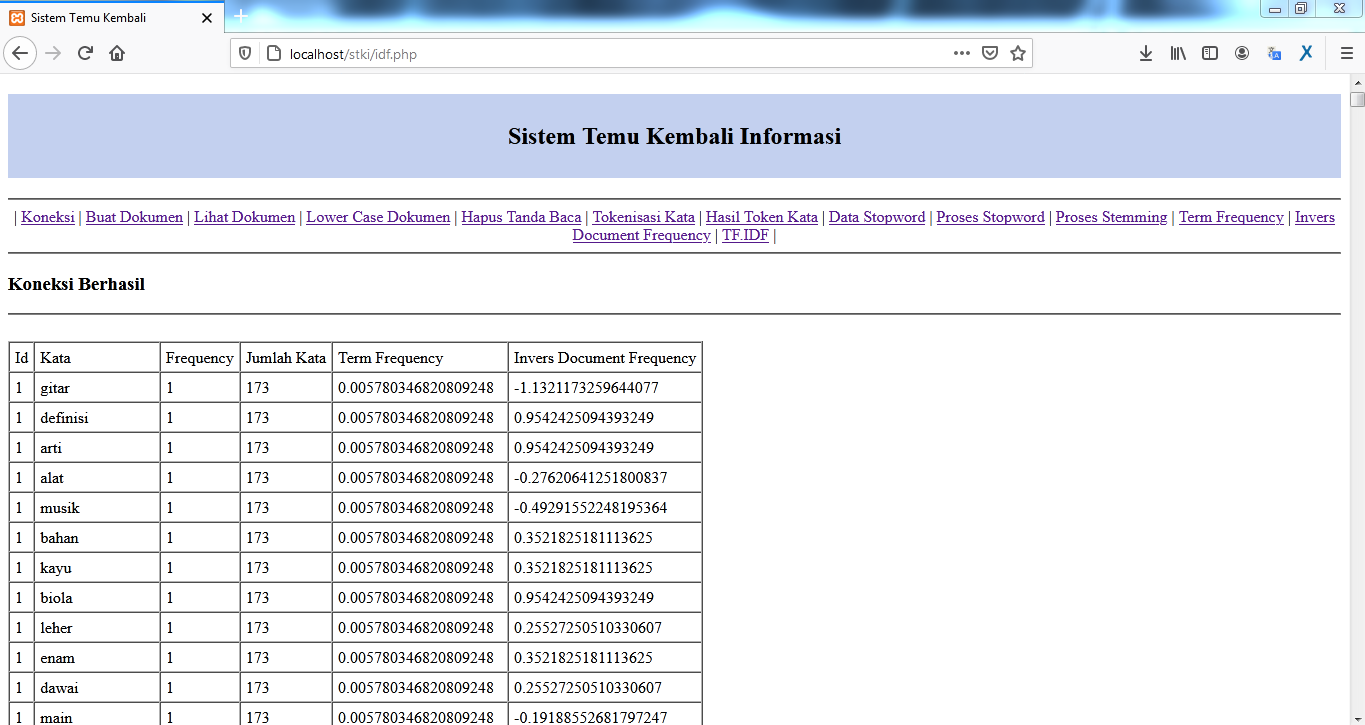 Sistem Temu Kembali
localhost/stki/idf.php
Sistem Temu Kembali Informasi
| Koneksi | Buat Dokumen | Lihat Dokumen | Lower Case Dokumen | Hapus Tanda Baca | Tokenisasi Kata | Hasil Token Kata | Data Stopword | Proses Stopword | Proses Stemming | Term Frequency | Invers
Document Frequency | TF.IDF |
Koneksi Berhasil
Id Kata Frequency Jumlah Kata Term Frequency Invers Document Frequency
1 gitar 1 173 0.005780346820809248 -1.1321173259644077
1 definisi 1 173 0.005780346820809248 0.9542425094393249
1 arti 1 173 0.005780346820809248 0.9542425094393249
1 alat 1 173 0.005780346820809248 -0.27620641251800837
1 musik 1 173 0.005780346820809248 -0.49291552248195364
1 bahan 1 173 0.005780346820809248 0.3521825181113625
1 kayu 1 173 0.005780346820809248 0.3521825181113625
1 biola 1 173 0.005780346820809248 0.9542425094393249
1 leher 1 173 0.005780346820809248 0.25527250510330607
1 enam 1 173 0.005780346820809248 0.3521825181113625
1 dawai 1 173 0.005780346820809248 0.25527250510330607
1 main 1 173 0.005780346820809248 -0.19188552681797247